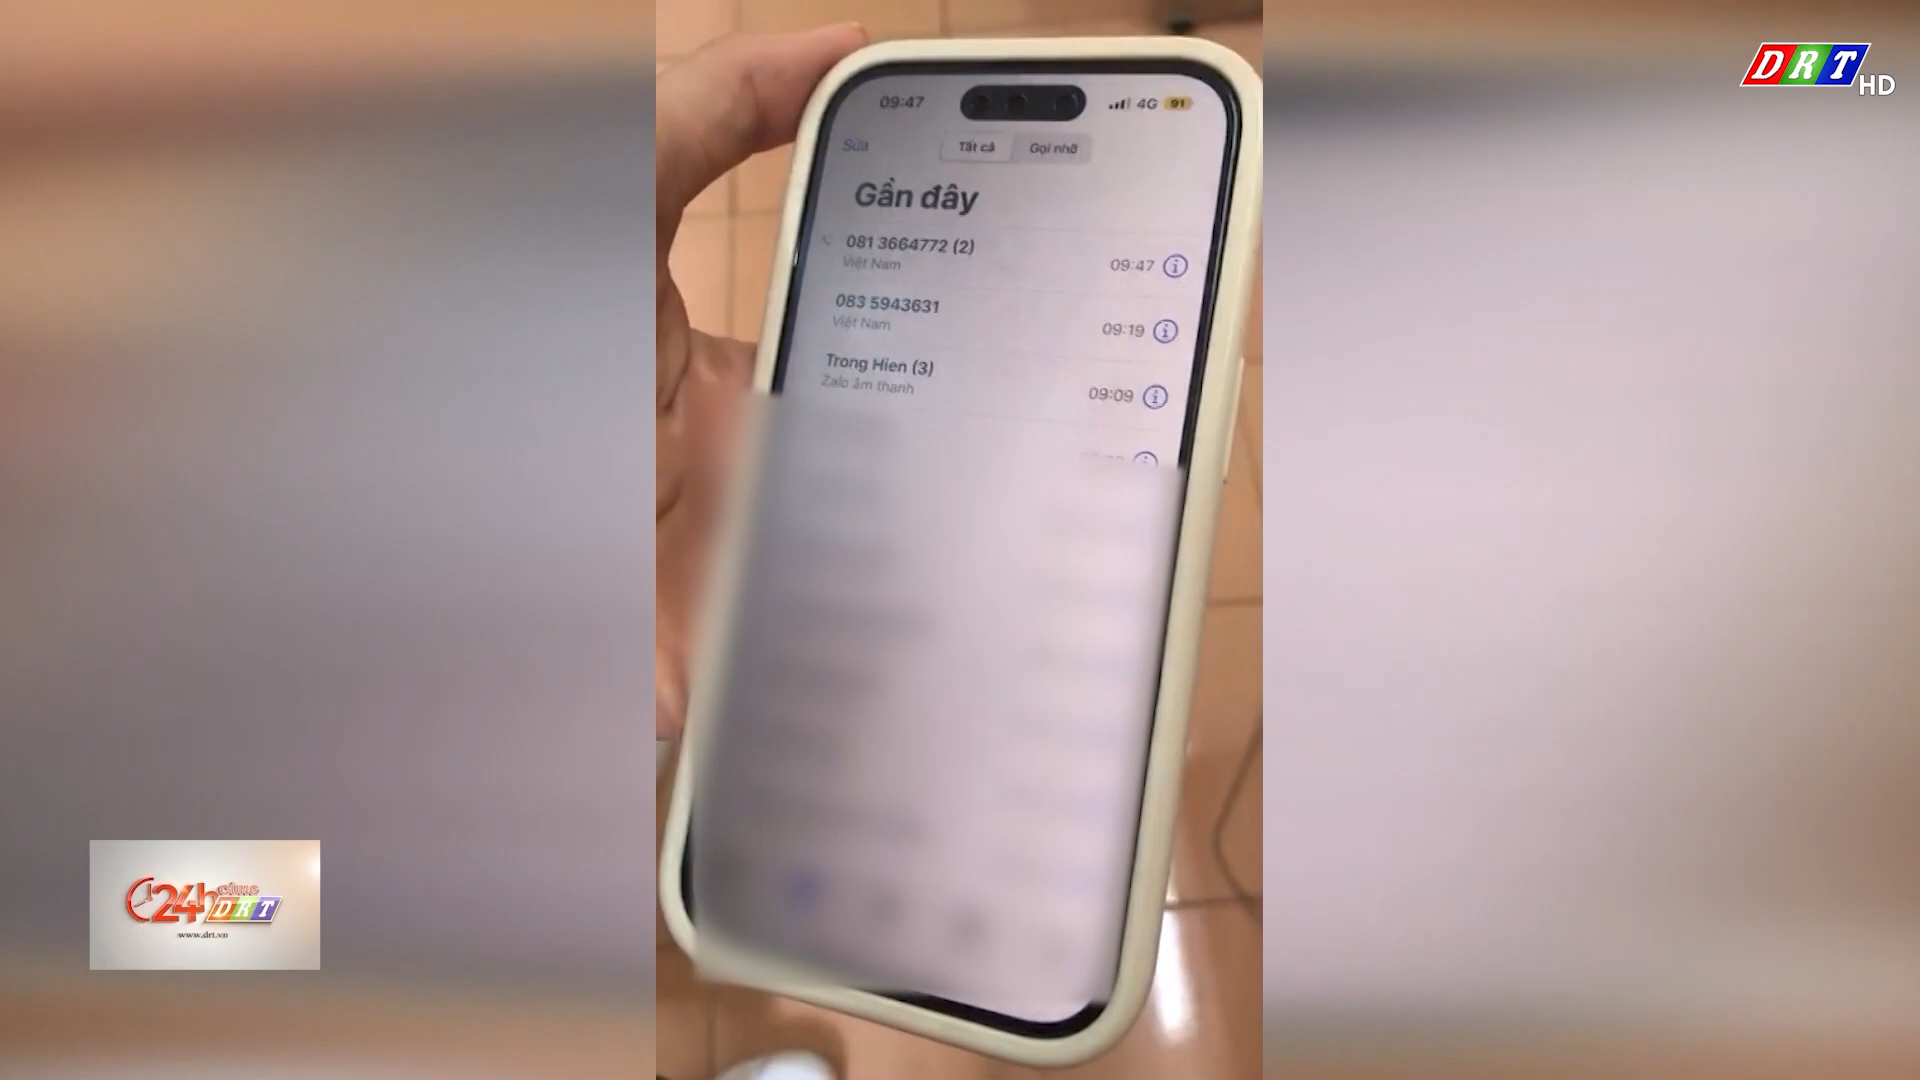 DRT
HD
09:47
4G 91
Sửa
Tất cả Gọi nhỡ
Gần đây
081 3664772 (2)
Việt Nam
09:47
083 5943631
Việt Nam
09:19
Trong Hien (3)
Zalo âm thanh
09:09
24h cùng
DRT
www.drt.vn